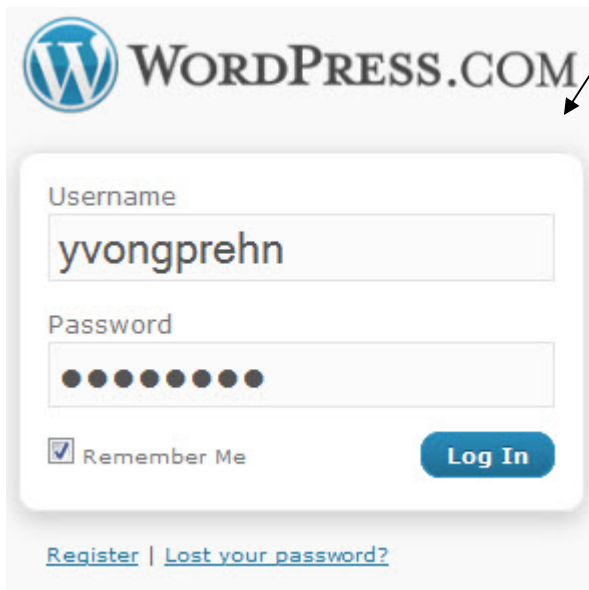 WORDPRESS.COM
Username
yvongprehn
Password
●●●●●●●●
Remember Me
Log In
Register | Lost your password?